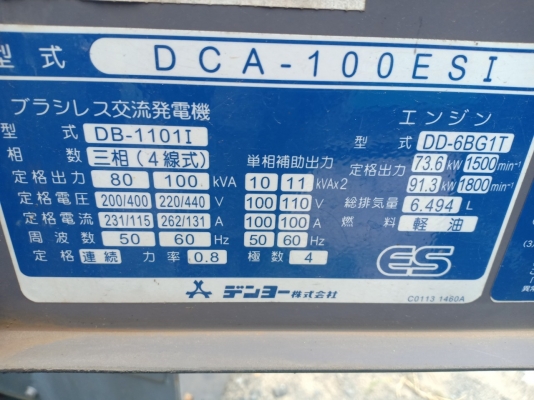 型式 DCA-100ESI
ブラシレス交流発電機 エンジン
型式 DB-1101I 型式 DD-6BG1T
相数 三相(4線式) 単相補助出力 定格出力 73.6 kW 1500 min⁻¹
定格出力 80 100 kVA 10 11 kVA×2 91.3 kW 1800 min⁻¹
定格電圧 200/400 220/440 V 100 110 V 総排気量 6.494 L
定格電流 231/115 262/131 A 100 100 A 燃料 軽油
周波数 50 60 Hz 50 60 Hz
定格 連続 力率 0.8 極数 4 ES
デンヨー株式会社 C0113 1460A